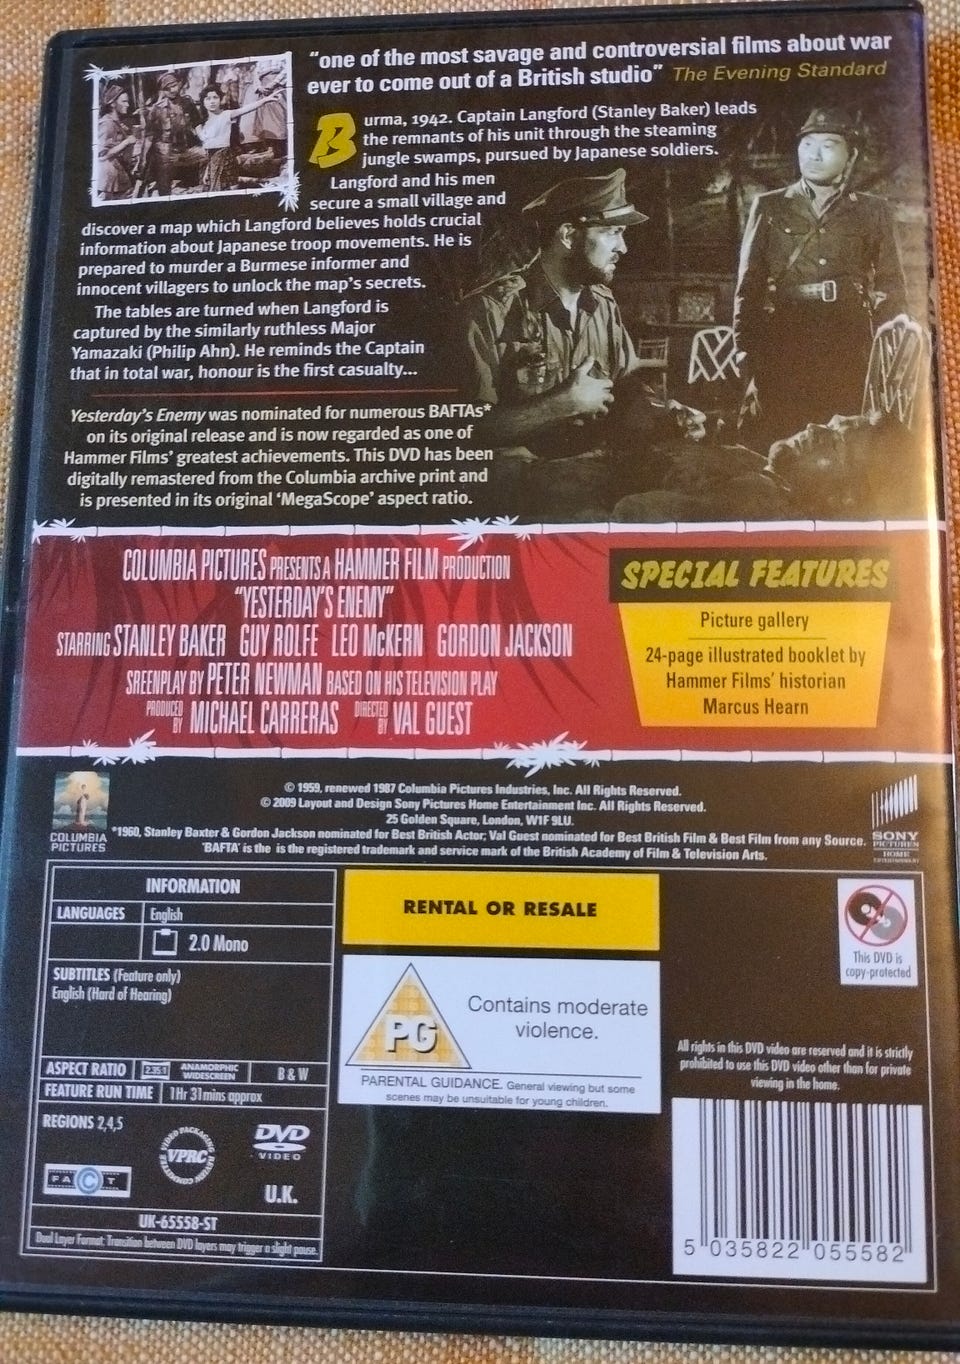 "one of the most savage and controversial films about war
ever to come out of a British studio" The Evening Standard
Burma, 1942. Captain Langford (Stanley Baker) leads
the remnants of his unit through the steaming
jungle swamps, pursued by Japanese soldiers.
Langford and his men
secure a small village and
discover a map which Langford believes holds crucial
information about Japanese troop movements. He is
prepared to murder a Burmese informer and
innocent villagers to unlock the map's secrets.
The tables are turned when Langford is
captured by the similarly ruthless Major
Yamazaki (Philip Ahn). He reminds the Captain
that in total war, honour is the first casualty...
Yesterday's Enemy was nominated for numerous BAFTAs*
on its original release and is now regarded as one of
Hammer Films' greatest achievements. This DVD has been
digitally remastered from the Columbia archive print and
is presented in its original 'MegaScope' aspect ratio.
COLUMBIA PICTURES PRESENTS A HAMMER FILM PRODUCTION
"YESTERDAY'S ENEMY"
STARRING STANLEY BAKER GUY ROLFE LEO McKERN GORDON JACKSON
SREENPLAY BY PETER NEWMAN BASED ON HIS TELEVISION PLAY
PRODUCED BY MICHAEL CARRERAS DIRECTED BY VAL GUEST
SPECIAL FEATURES
Picture gallery
24-page illustrated booklet by
Hammer Films' historian
Marcus Hearn
COLUMBIA
PICTURES
© 1959, renewed 1987 Columbia Pictures Industries, Inc. All Rights Reserved.
© 2009 Layout and Design Sony Pictures Home Entertainment Inc. All Rights Reserved.
25 Golden Square, London, W1F 9LU.
*1960, Stanley Baxter & Gordon Jackson nominated for Best British Actor; Val Guest nominated for Best British Film & Best Film from any Source.
'BAFTA' is the is the registered trademark and service mark of the British Academy of Film & Television Arts.
SONY
PICTURES
HOME
ENTERTAINMENT
INFORMATION
LANGUAGES English
2.0 Mono
SUBTITLES (Feature only)
English (Hard of Hearing)
ASPECT RATIO 2.35:1 ANAMORPHIC WIDESCREEN B & W
FEATURE RUN TIME 1Hr 31mins approx
REGIONS 2,4,5
VIDEO PACKAGING REVIEW COMMITTEE
VPRC
DVD
VIDEO
FACT
U.K.
UK-65558-ST
Dual Layer Format: Transition between DVD layers may trigger a slight pause.
RENTAL OR RESALE
PG
Contains moderate
violence.
PARENTAL GUIDANCE. General viewing but some
scenes may be unsuitable for young children.
This DVD is
copy-protected
All rights in this DVD video are reserved and it is strictly
prohibited to use this DVD video other than for private
viewing in the home.
5 035822 055582